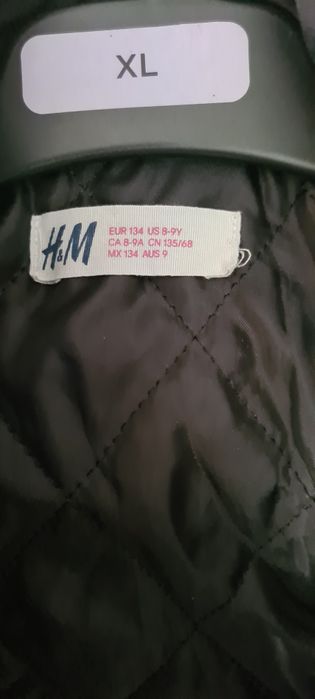 XL
H&M
EUR 134 US 8-9Y
CA 8-9A CN 135/68
MX 134 AUS 9